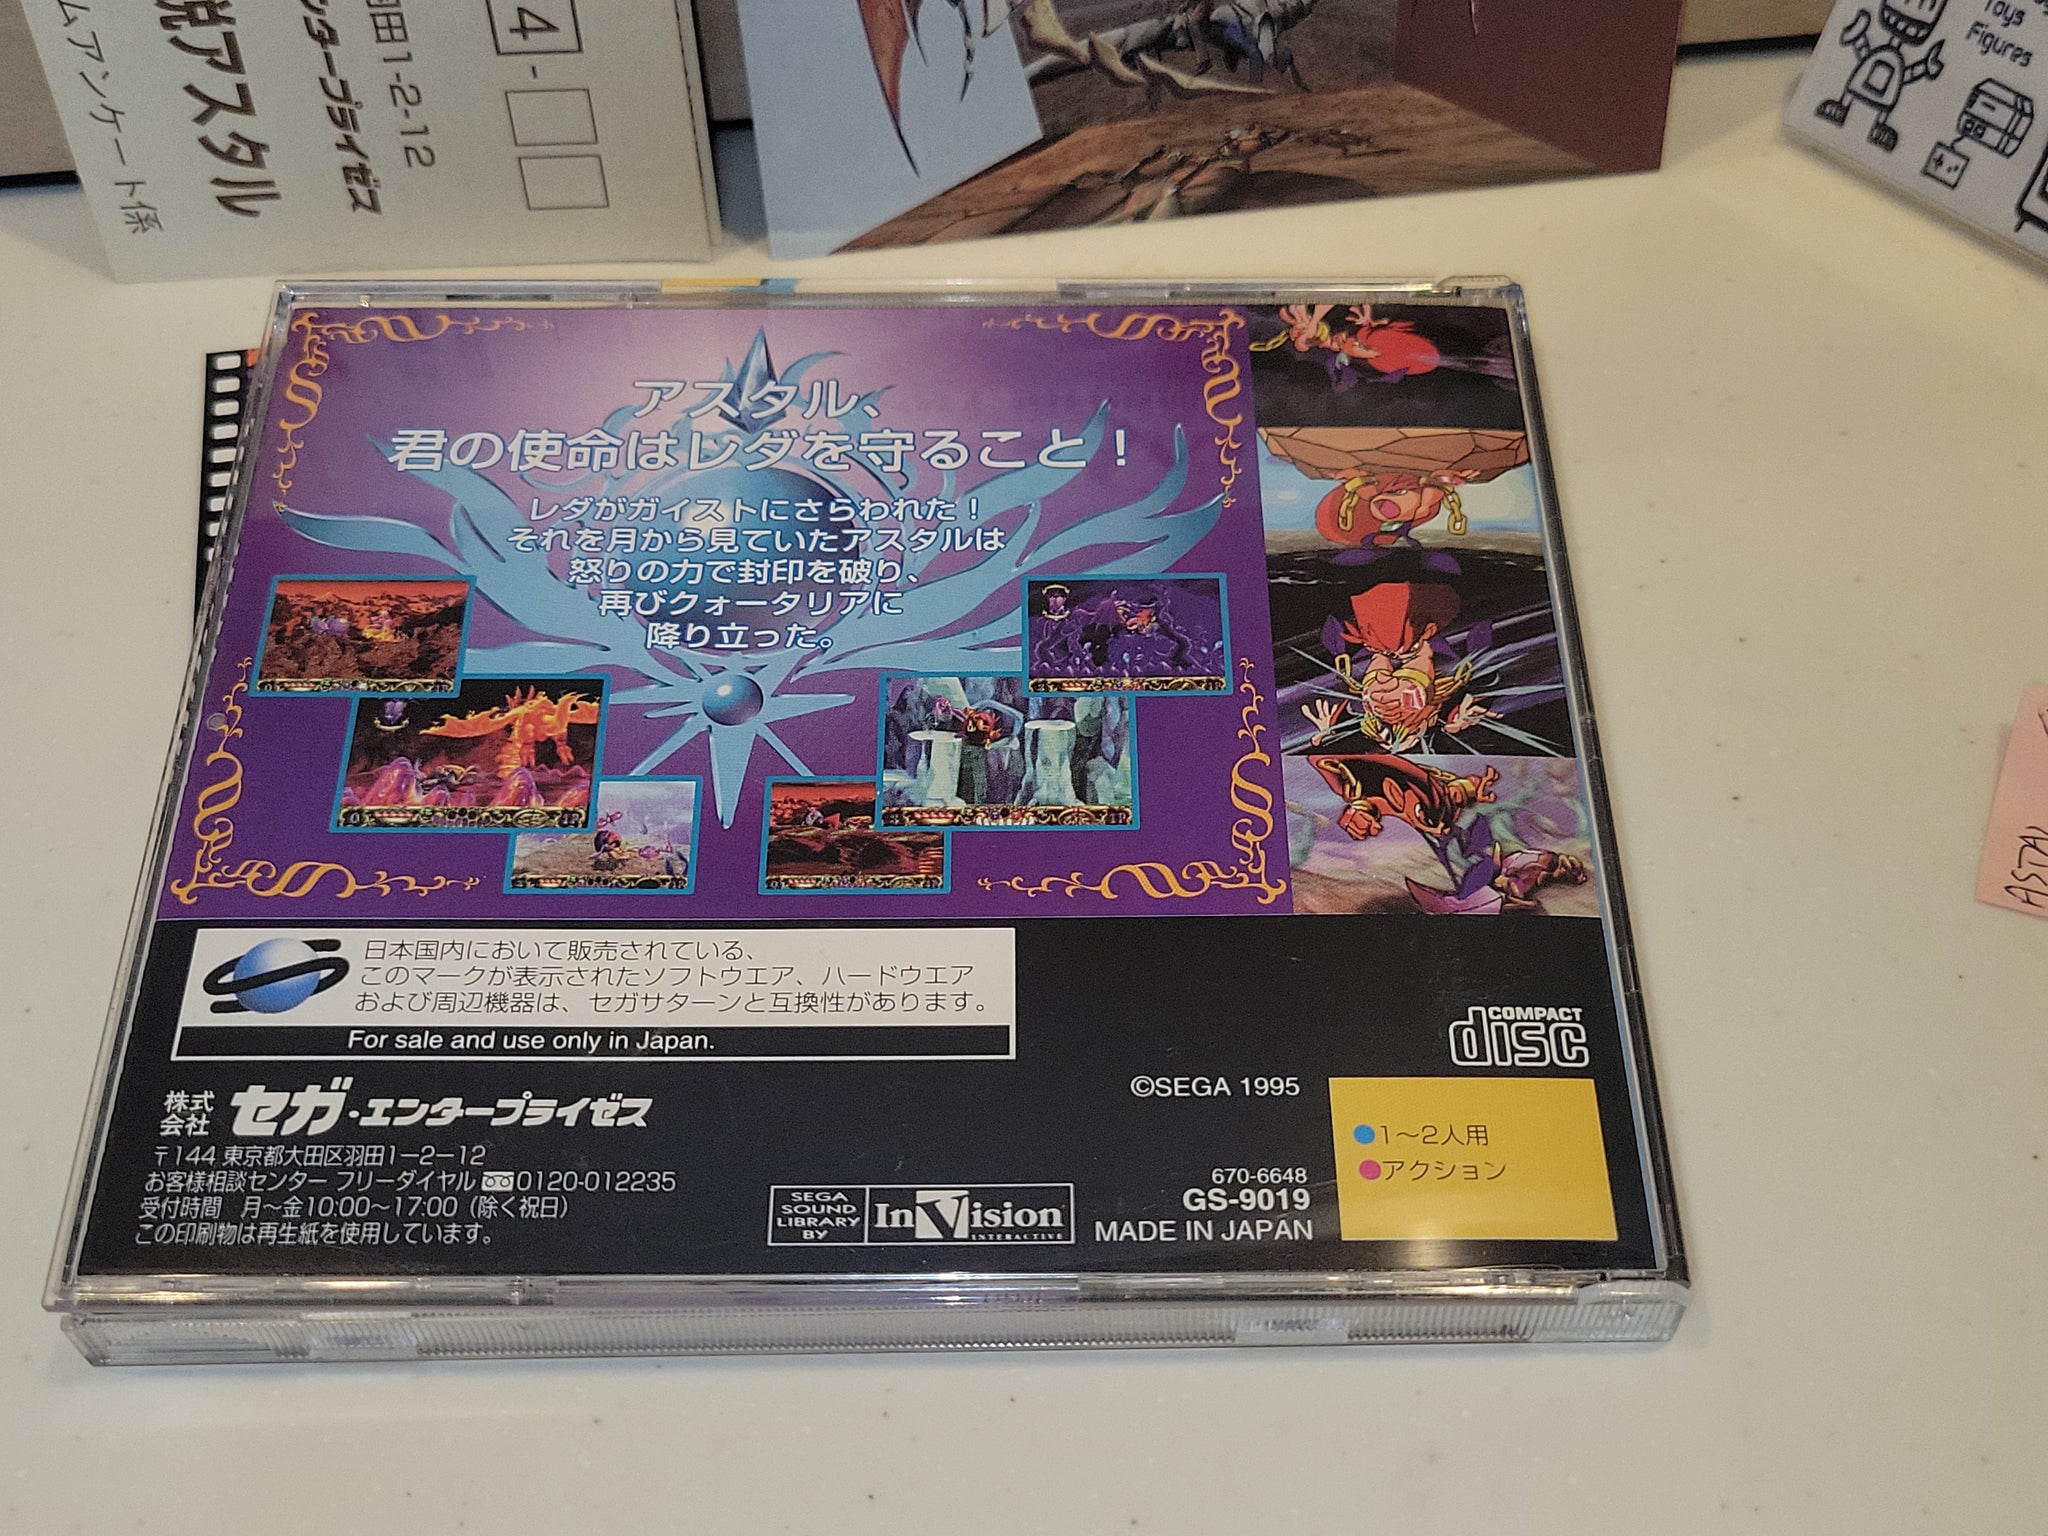 4
田1-2-12
ンタープライゼス
説アスタル
ムアンケート係
Toys
Figures
アスタル、
君の使命はレダを守ること！
レダがガイストにさらわれた！
それを月から見ていたアスタルは
怒りの力で封印を破り、
再びクォータリアに
降り立った。
日本国内において販売されている、
このマークが表示されたソフトウエア、ハードウエア
および周辺機器は、セガサターンと互換性があります。
For sale and use only in Japan.
COMPACT
disc
株式
会社
セガ・エンタープライゼス
〒144 東京都大田区羽田1－2－12
お客様相談センター フリーダイヤル 0120-012235
受付時間 月～金10:00～17:00（除く祝日）
この印刷物は再生紙を使用しています。
SEGA
SOUND
LIBRARY
BY
InVision
INTERACTIVE
©SEGA 1995
670-6648
GS-9019
MADE IN JAPAN
1～2人用
アクション
ASTAL